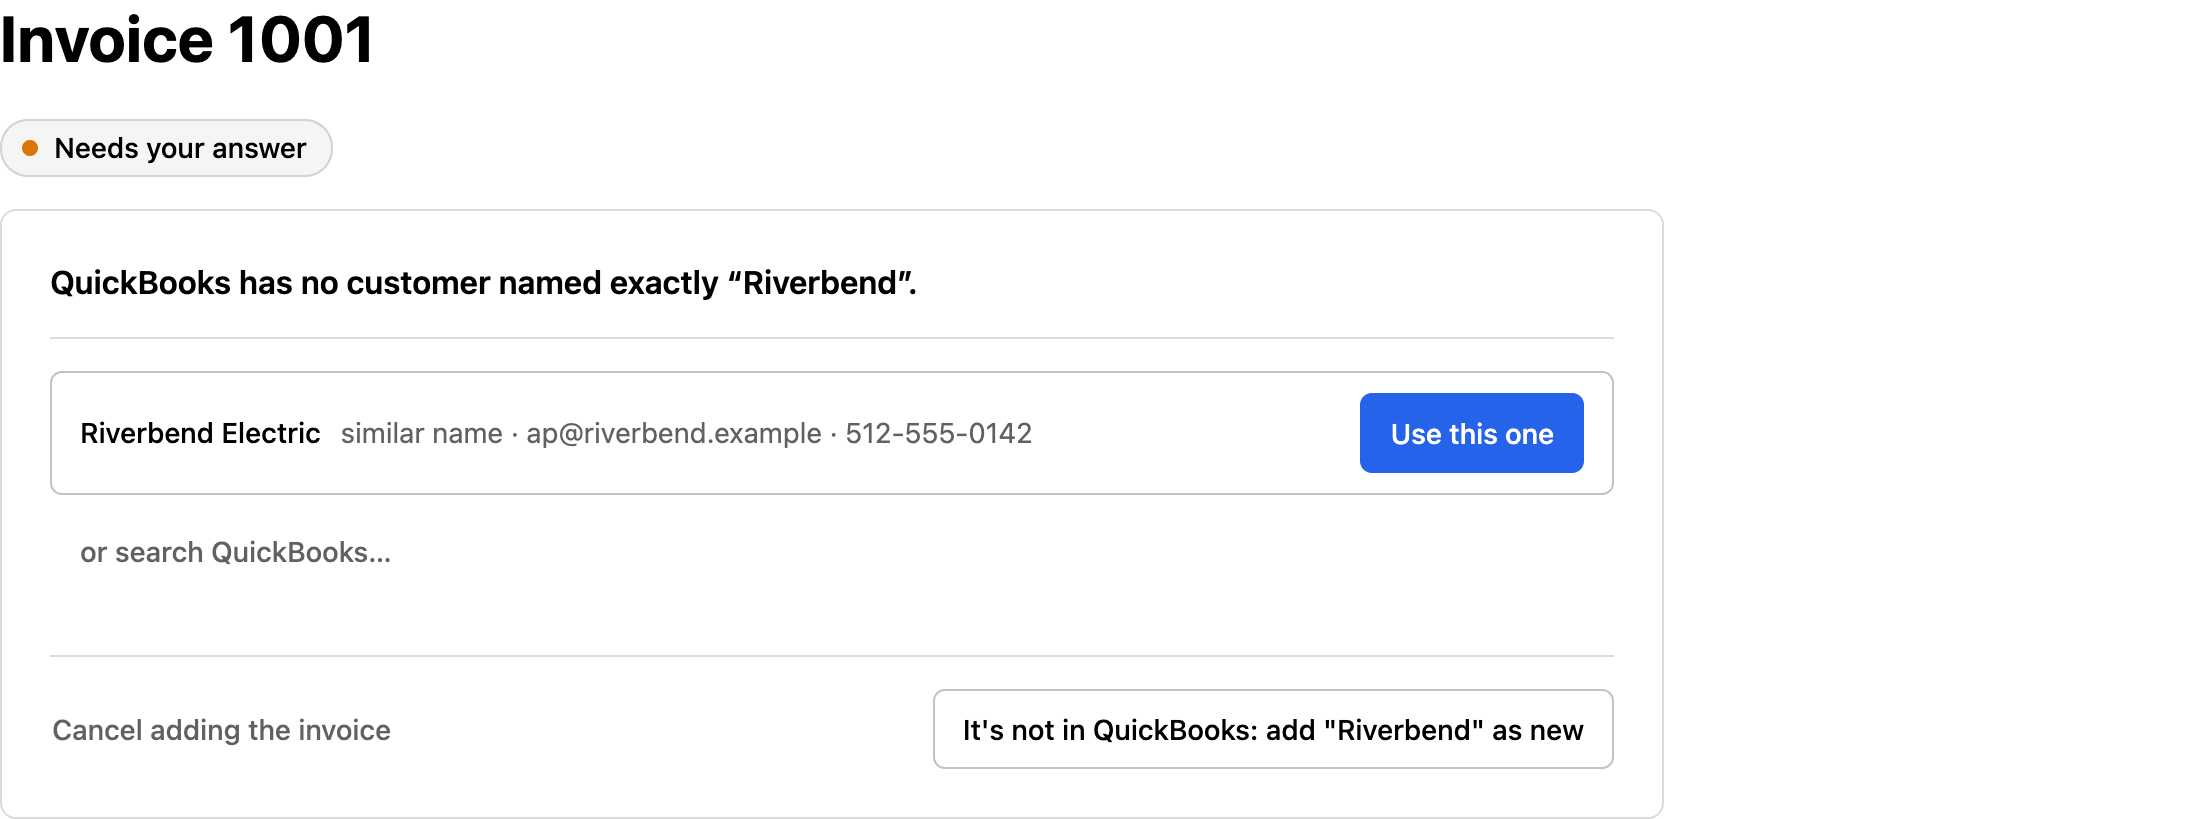 Invoice 1001
Needs your answer
QuickBooks has no customer named exactly “Riverbend”.
Riverbend Electric similar name · ap@riverbend.example · 512-555-0142
Use this one
or search QuickBooks...
Cancel adding the invoice
It's not in QuickBooks: add "Riverbend" as new